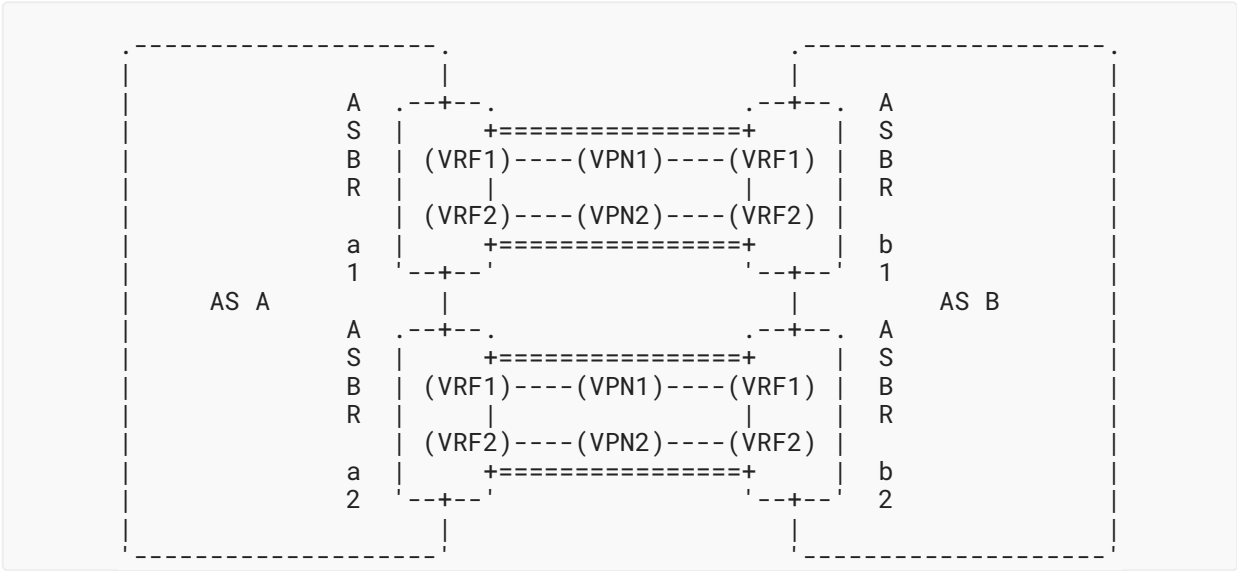 A A
S S
B (VRF1)----(VPN1)----(VRF1) B
R R
(VRF2)----(VPN2)----(VRF2)
a b
1 1
AS A AS B
A A
S S
B (VRF1)----(VPN1)----(VRF1) B
R R
(VRF2)----(VPN2)----(VRF2)
a b
2 2